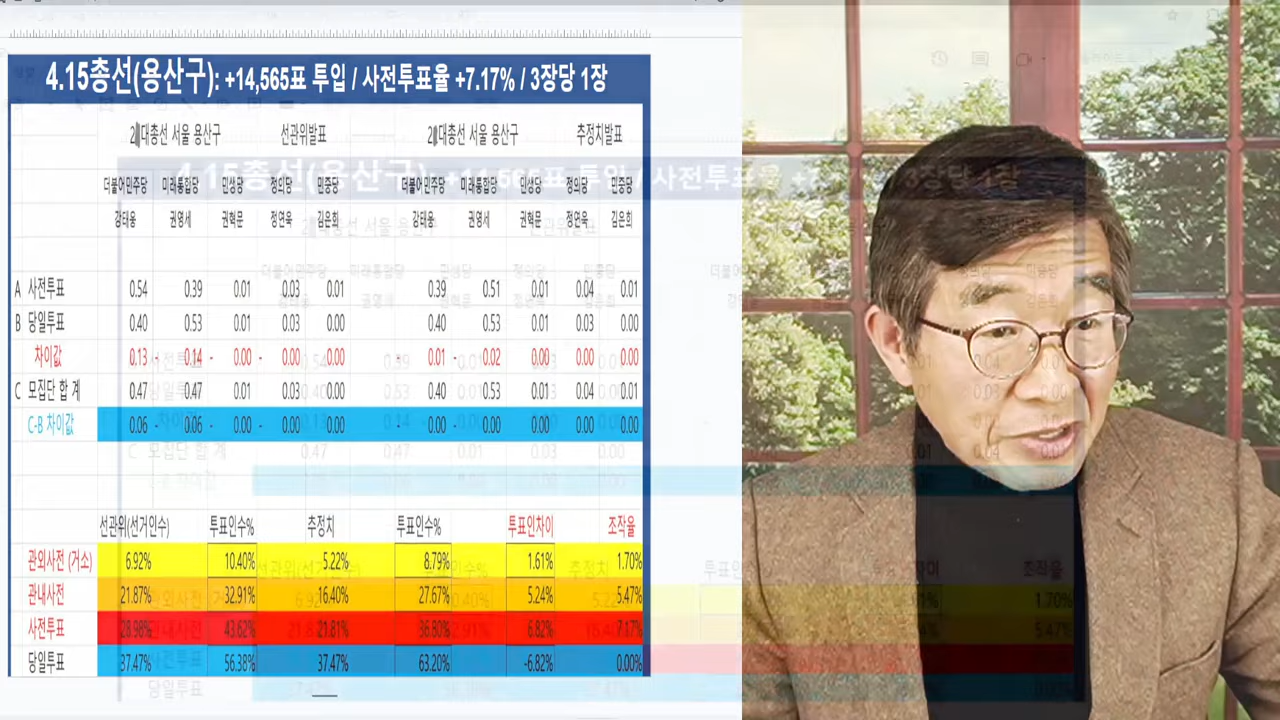 4.15총선(용산구): +14,565표 투입 / 사전투표율 +7.17% / 3장당 1장
대총선 서울 용산구 선관위발표 대총선 서울 용산구 추정치발표
더불어민주당 미래통합당 민생당 정의당 민중당 더불어민주당 미래통합당 민생당 정의당 민중당
강태웅 권영세 권혁문 정연욱 김은희 강태웅 권영세 권혁문 정연욱 김은희
A 사전투표 0.54 0.39 0.01 0.03 0.01 0.39 0.51 0.01 0.04 0.01
B 당일투표 0.40 0.53 0.01 0.03 0.00 0.40 0.53 0.01 0.03 0.00
차이값 0.13 - 0.14 - 0.00 - 0.00 0.00 - 0.01 - 0.02 0.00 0.00 0.00
C 모집단 합 계 0.47 0.47 0.01 0.03 0.00 0.40 0.53 0.01 0.04 0.01
C-B 차이값 0.06 - 0.06 - 0.00 - 0.00 0.00 - 0.00 - 0.00 0.00 0.00 0.00
선관위(선거인수) 투표인수% 추정치 투표인수% 투표인차이 조작율
관외사전 (거소) 6.92% 10.40% 5.22% 8.79% 1.61% 1.70%
관내사전 21.87% 32.91% 16.40% 27.67% 5.24% 5.47%
사전투표 28.98% 43.62% 21.81% 36.80% 6.82% 7.17%
당일투표 37.47% 56.38% 37.47% 63.20% -6.82% 0.00%